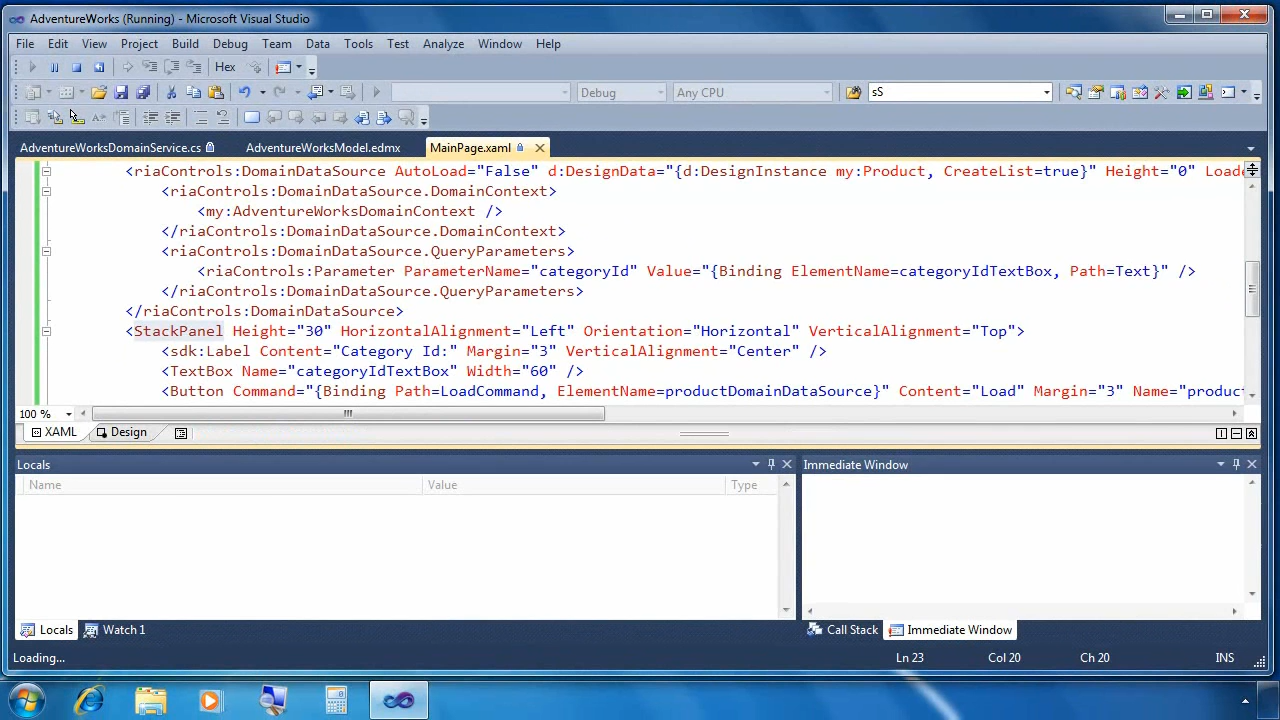 AdventureWorks (Running) - Microsoft Visual Studio
File Edit View Project Build Debug Team Data Tools Test Analyze Window Help
Hex
Debug Any CPU sS
AdventureWorksDomainService.cs AdventureWorksModel.edmx MainPage.xaml
<riaControls:DomainDataSource AutoLoad="False" d:DesignData="{d:DesignInstance my:Product, CreateList=true}" Height="0" Loade
<riaControls:DomainDataSource.DomainContext>
<my:AdventureWorksDomainContext />
</riaControls:DomainDataSource.DomainContext>
<riaControls:DomainDataSource.QueryParameters>
<riaControls:Parameter ParameterName="categoryId" Value="{Binding ElementName=categoryIdTextBox, Path=Text}" />
</riaControls:DomainDataSource.QueryParameters>
</riaControls:DomainDataSource>
<StackPanel Height="30" HorizontalAlignment="Left" Orientation="Horizontal" VerticalAlignment="Top">
<sdk:Label Content="Category Id:" Margin="3" VerticalAlignment="Center" />
<TextBox Name="categoryIdTextBox" Width="60" />
<Button Command="{Binding Path=LoadCommand, ElementName=productDomainDataSource}" Content="Load" Margin="3" Name="product
100 %
XAML Design
Locals Immediate Window
Name Value Type
Locals Watch 1 Call Stack Immediate Window
Loading... Ln 23 Col 20 Ch 20 INS